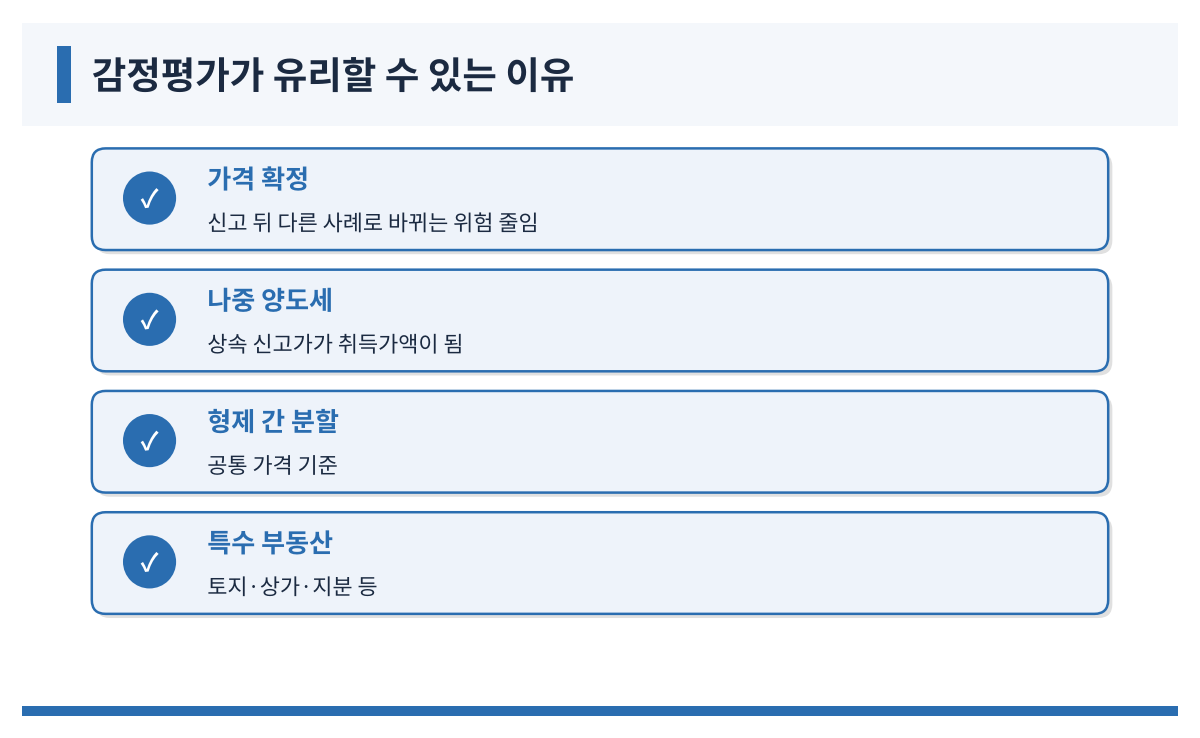 감정평가가 유리할 수 있는 이유
가격 확정
신고 뒤 다른 사례로 바뀌는 위험 줄임
나중 양도세
상속 신고가가 취득가액이 됨
형제 간 분할
공통 가격 기준
특수 부동산
토지·상가·지분 등